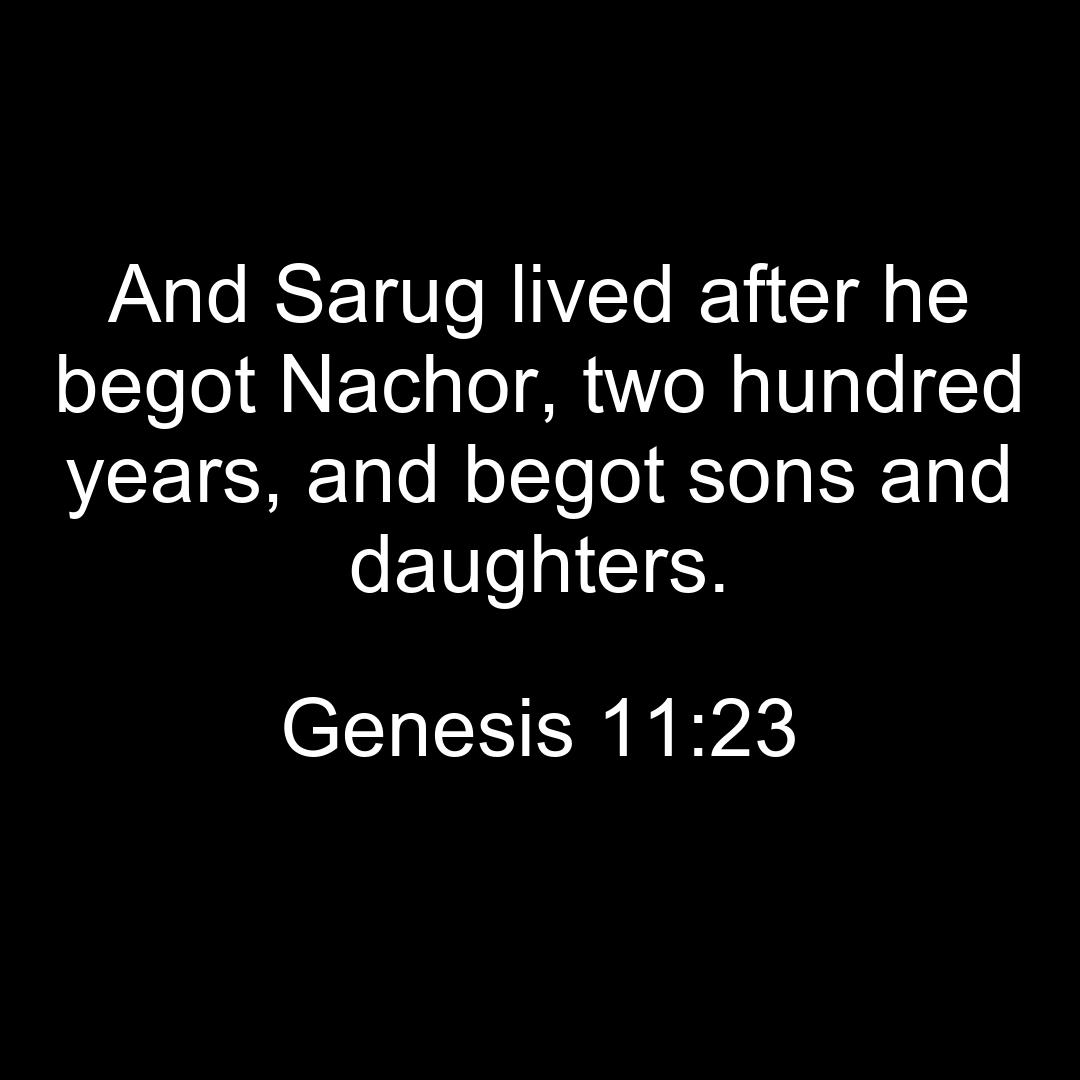 And Sarug lived after he
begot Nachor, two hundred
years, and begot sons and
daughters.
Genesis 11:23